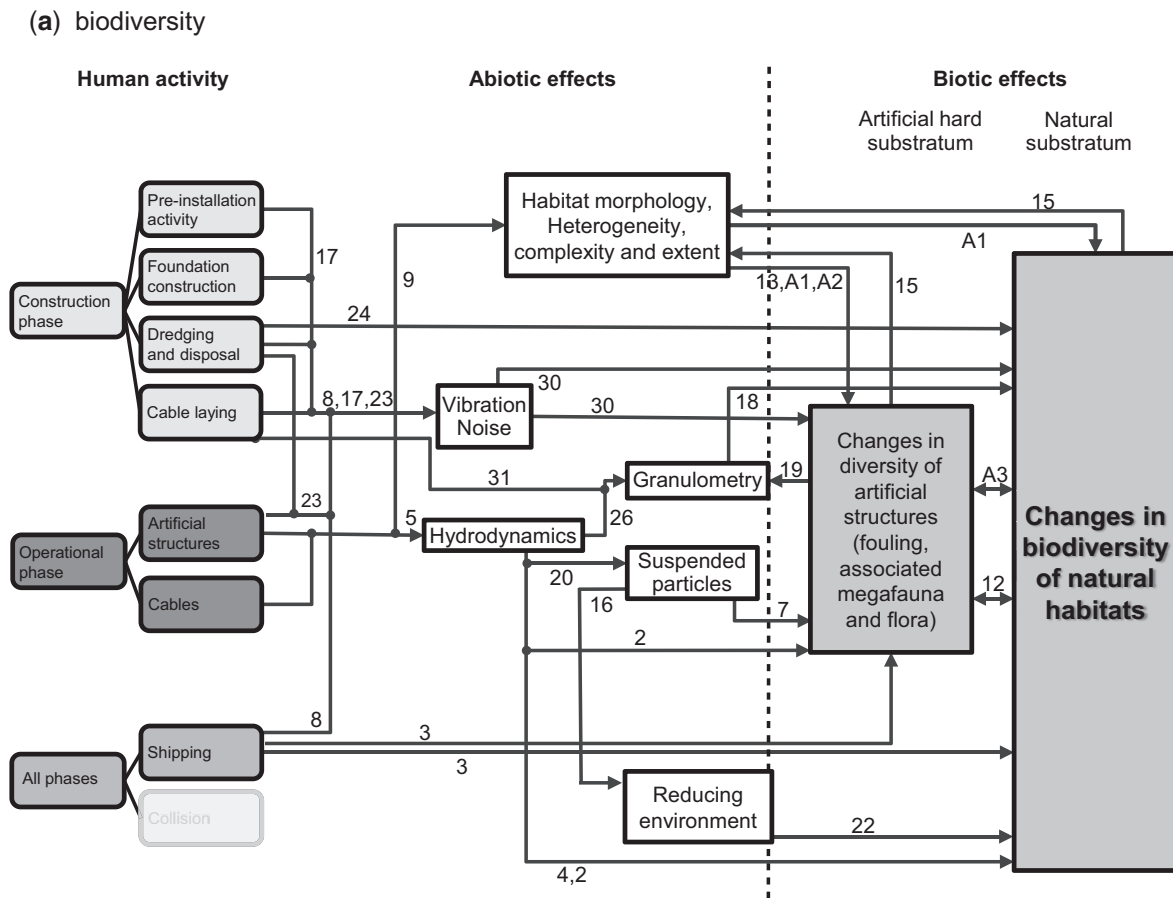 (a) biodiversity
Human activity
Abiotic effects
Biotic effects
Artificial hard
substratum
Natural
substratum
Pre-installation
activity
Foundation
construction
Construction
phase
Dredging
and disposal
Cable laying
Habitat morphology,
Heterogeneity,
complexity and extent
15
A1
17
9
13,A1,A2
15
24
8,17,23
Vibration
Noise
30
30
18
Changes in
diversity of
artificial
structures
(fouling,
associated
megafauna
and flora)
31
Granulometry
19
A3
Changes in
biodiversity
of natural
habitats
23
Artificial
structures
Operational
phase
Cables
5
Hydrodynamics
26
20
Suspended
particles
16
7
12
2
8
3
3
Shipping
All phases
Collision
Reducing
environment
22
4,2